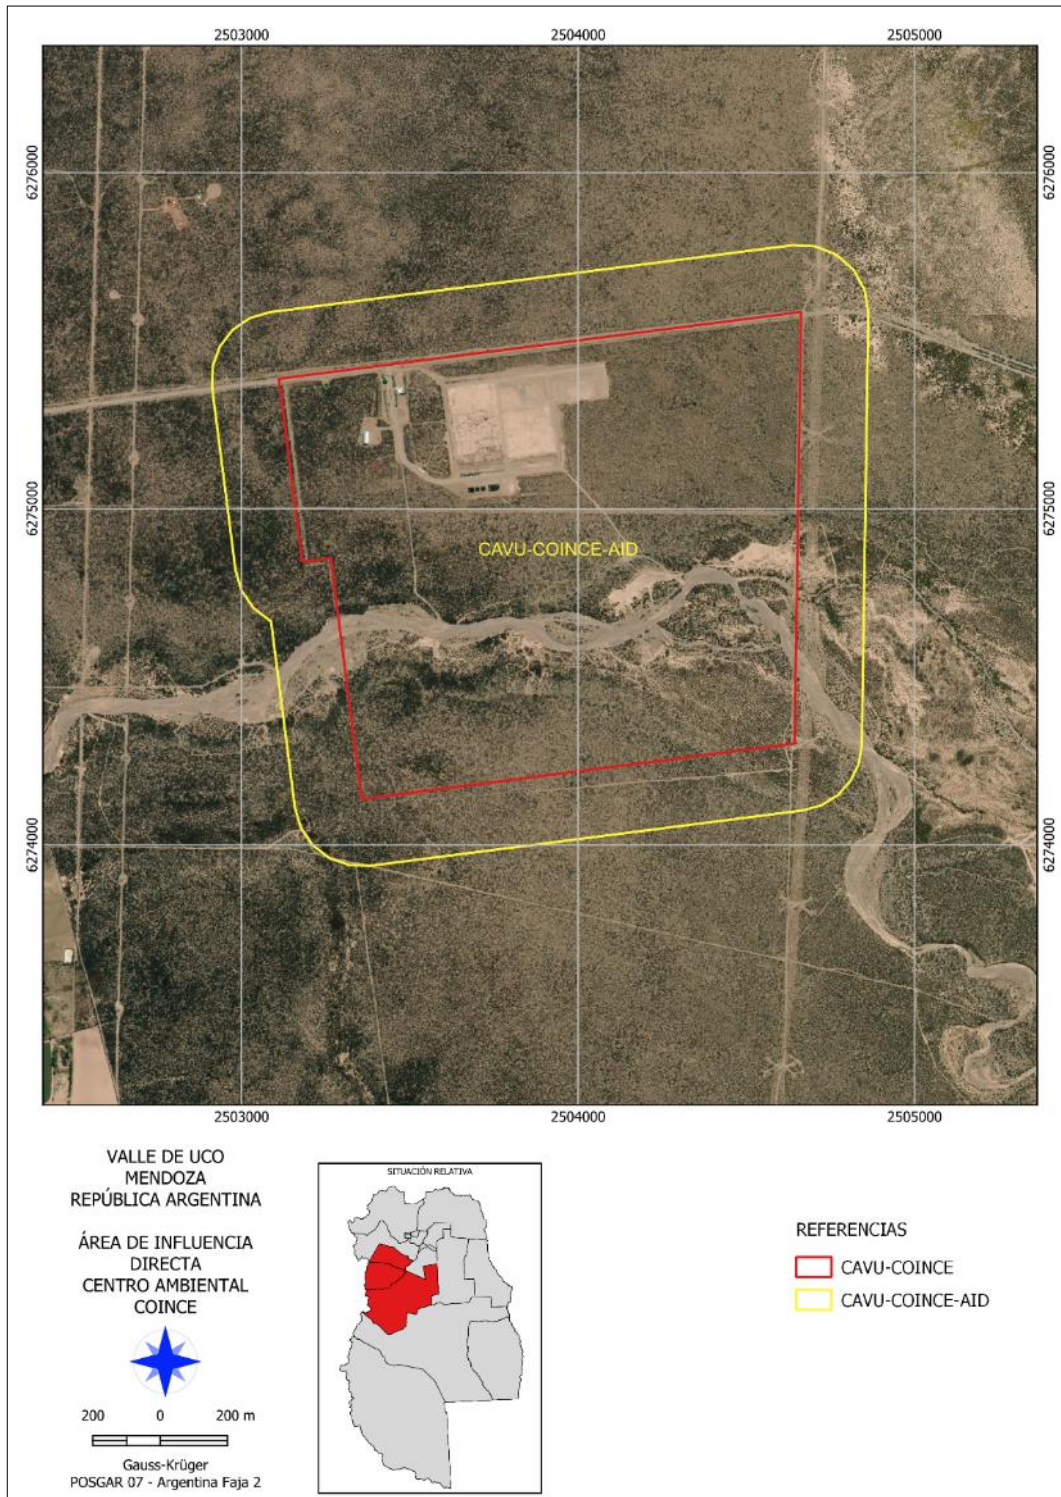 2503000 2504000 2505000
6276000 6276000
6275000 6275000
CAVU-COINCE-AID
6274000 6274000
2503000 2504000 2505000
VALLE DE UCO
MENDOZA
REPÚBLICA ARGENTINA
ÁREA DE INFLUENCIA
DIRECTA
CENTRO AMBIENTAL
COINCE
200 0 200 m
Gauss-Krüger
POSGAR 07 - Argentina Faja 2
SITUACIÓN RELATIVA
REFERENCIAS
CAVU-COINCE
CAVU-COINCE-AID